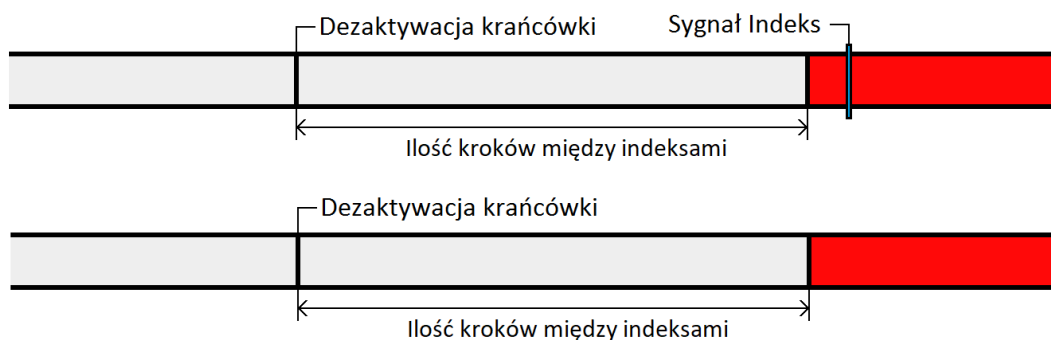 Dezaktywacja krańcówki
Sygnał Indeks
Ilość kroków między indeksami
Dezaktywacja krańcówki
Ilość kroków między indeksami